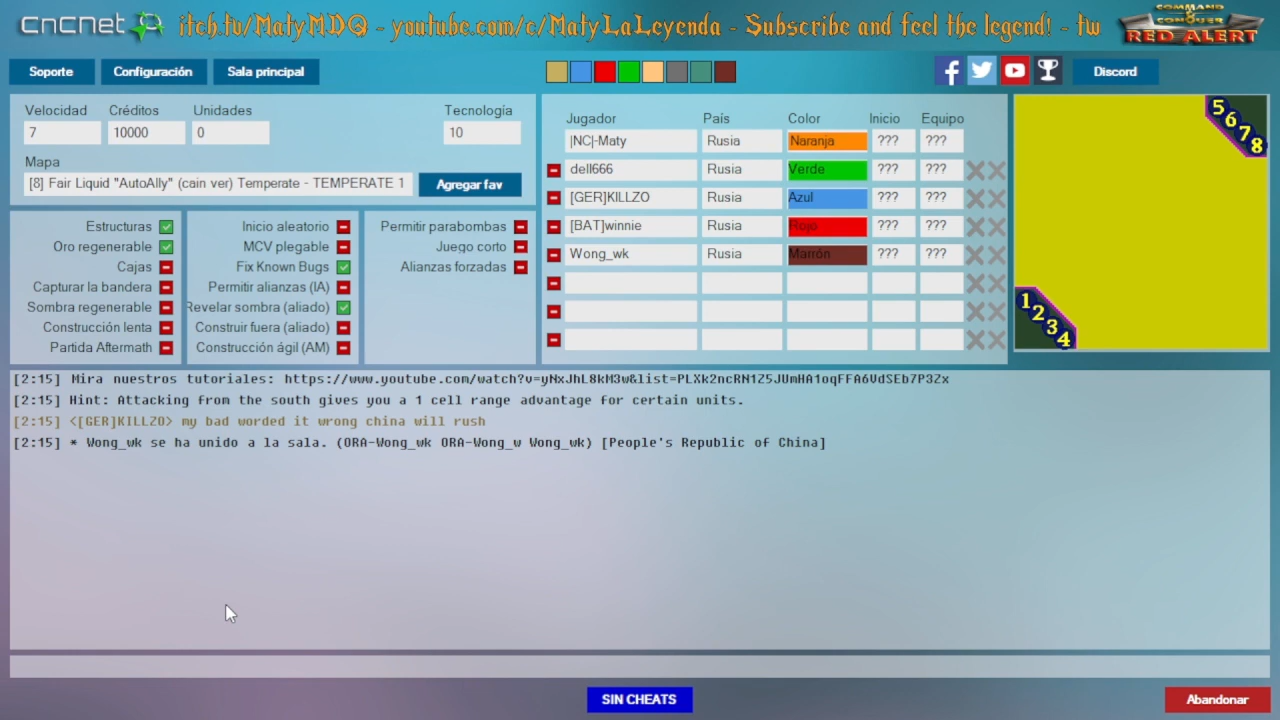 CnCNet
itch.tv/MatyMDQ - youtube.com/c/MatyLaLeyenda - Subscribe and feel the legend! - tw
COMMAND & CONQUER
RED ALERT
Soporte
Configuración
Sala principal
Discord
Velocidad
Créditos
Unidades
Tecnología
7
10000
0
10
Mapa
[8] Fair Liquid "AutoAlly" (cain ver) Temperate - TEMPERATE 1
Agregar fav
Estructuras
Oro regenerable
Cajas
Capturar la bandera
Sombra regenerable
Construcción lenta
Partida Aftermath
Inicio aleatorio
MCV plegable
Fix Known Bugs
Permitir alianzas (IA)
Revelar sombra (aliado)
Construir fuera (aliado)
Construcción ágil (AM)
Permitir parabombas
Juego corto
Alianzas forzadas
Jugador País Color Inicio Equipo
|NC|-Maty Rusia Naranja ??? ???
dell666 Rusia Verde ??? ???
[GER]KILLZO Rusia Azul ??? ???
[BAT]winnie Rusia Rojo ??? ???
Wong_wk Rusia Marrón ??? ???
5
6
7
8
1
2
3
4
[2:15] Mira nuestros tutoriales: https://www.youtube.com/watch?v=yNxJhL8kM3w&list=PLXk2ncRN1Z5JUmHA1oqFFA6VdSEb7P3Zx
[2:15] Hint: Attacking from the south gives you a 1 cell range advantage for certain units.
[2:15] <[GER]KILLZO> my bad worded it wrong china will rush
[2:15] * Wong_wk se ha unido a la sala. (ORA-Wong_wk ORA-Wong_w Wong_wk) [People's Republic of China]
SIN CHEATS
Abandonar